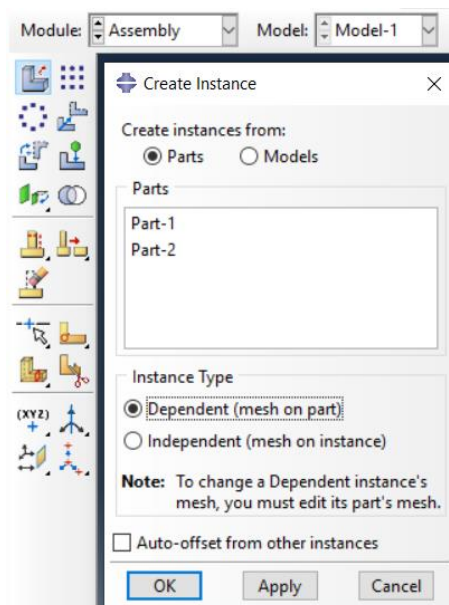 Module: Assembly Model: Model-1
Create Instance
Create instances from:
Parts Models
Parts
Part-1
Part-2
Instance Type
Dependent (mesh on part)
Independent (mesh on instance)
Note: To change a Dependent instance's
mesh, you must edit its part's mesh.
Auto-offset from other instances
OK Apply Cancel
(XYZ)